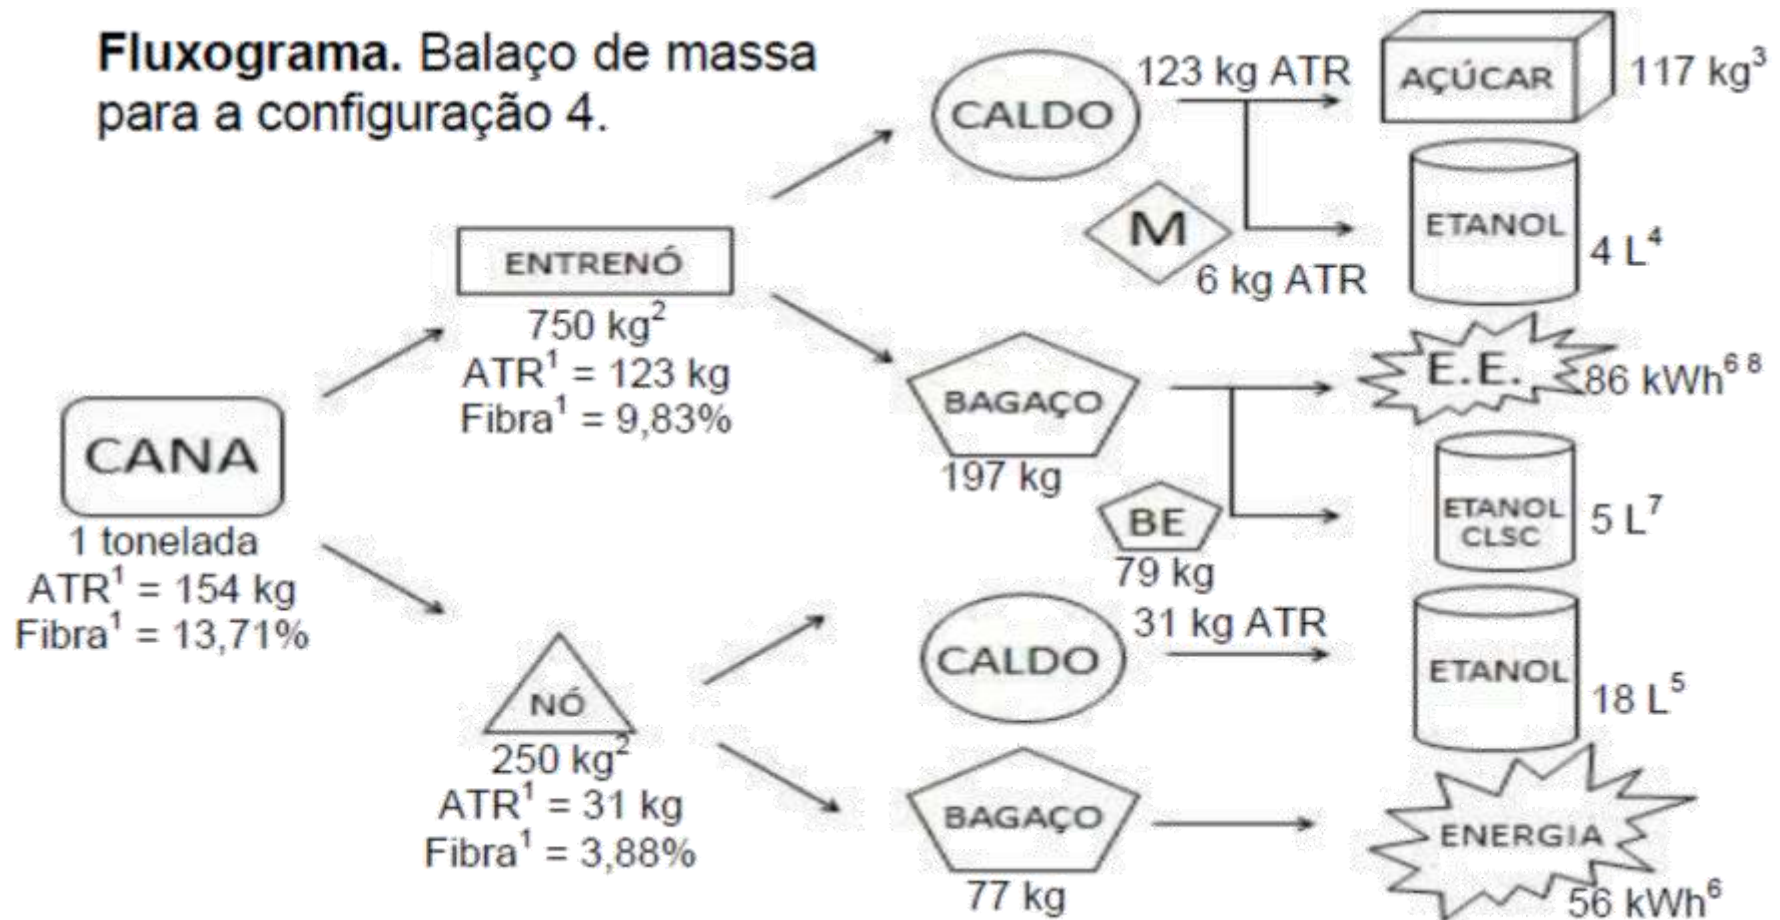 Fluxograma. Balaço de massa
para a configuração 4.
CANA
1 tonelada
ATR¹ = 154 kg
Fibra¹ = 13,71%
ENTRENÓ
750 kg²
ATR¹ = 123 kg
Fibra¹ = 9,83%
NÓ
250 kg²
ATR¹ = 31 kg
Fibra¹ = 3,88%
CALDO
123 kg ATR
AÇÚCAR
117 kg³
M
6 kg ATR
ETANOL
4 L⁴
BAGAÇO
197 kg
E.E.
86 kWh⁶ ⁸
BE
79 kg
ETANOL
CLSC
5 L⁷
CALDO
31 kg ATR
ETANOL
18 L⁵
BAGAÇO
77 kg
ENERGIA
56 kWh⁶